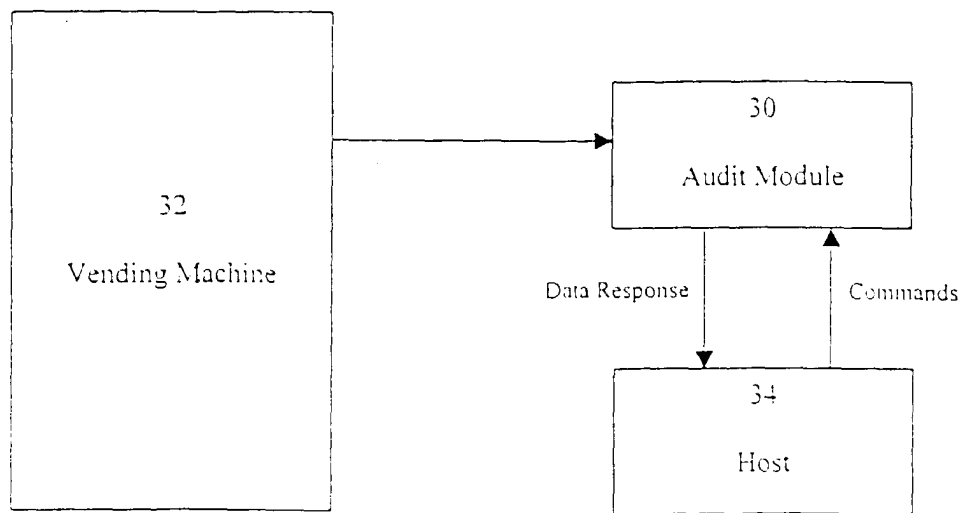 30
Audit Module
32
Vending Machine
Data Response
Commands
34
Host